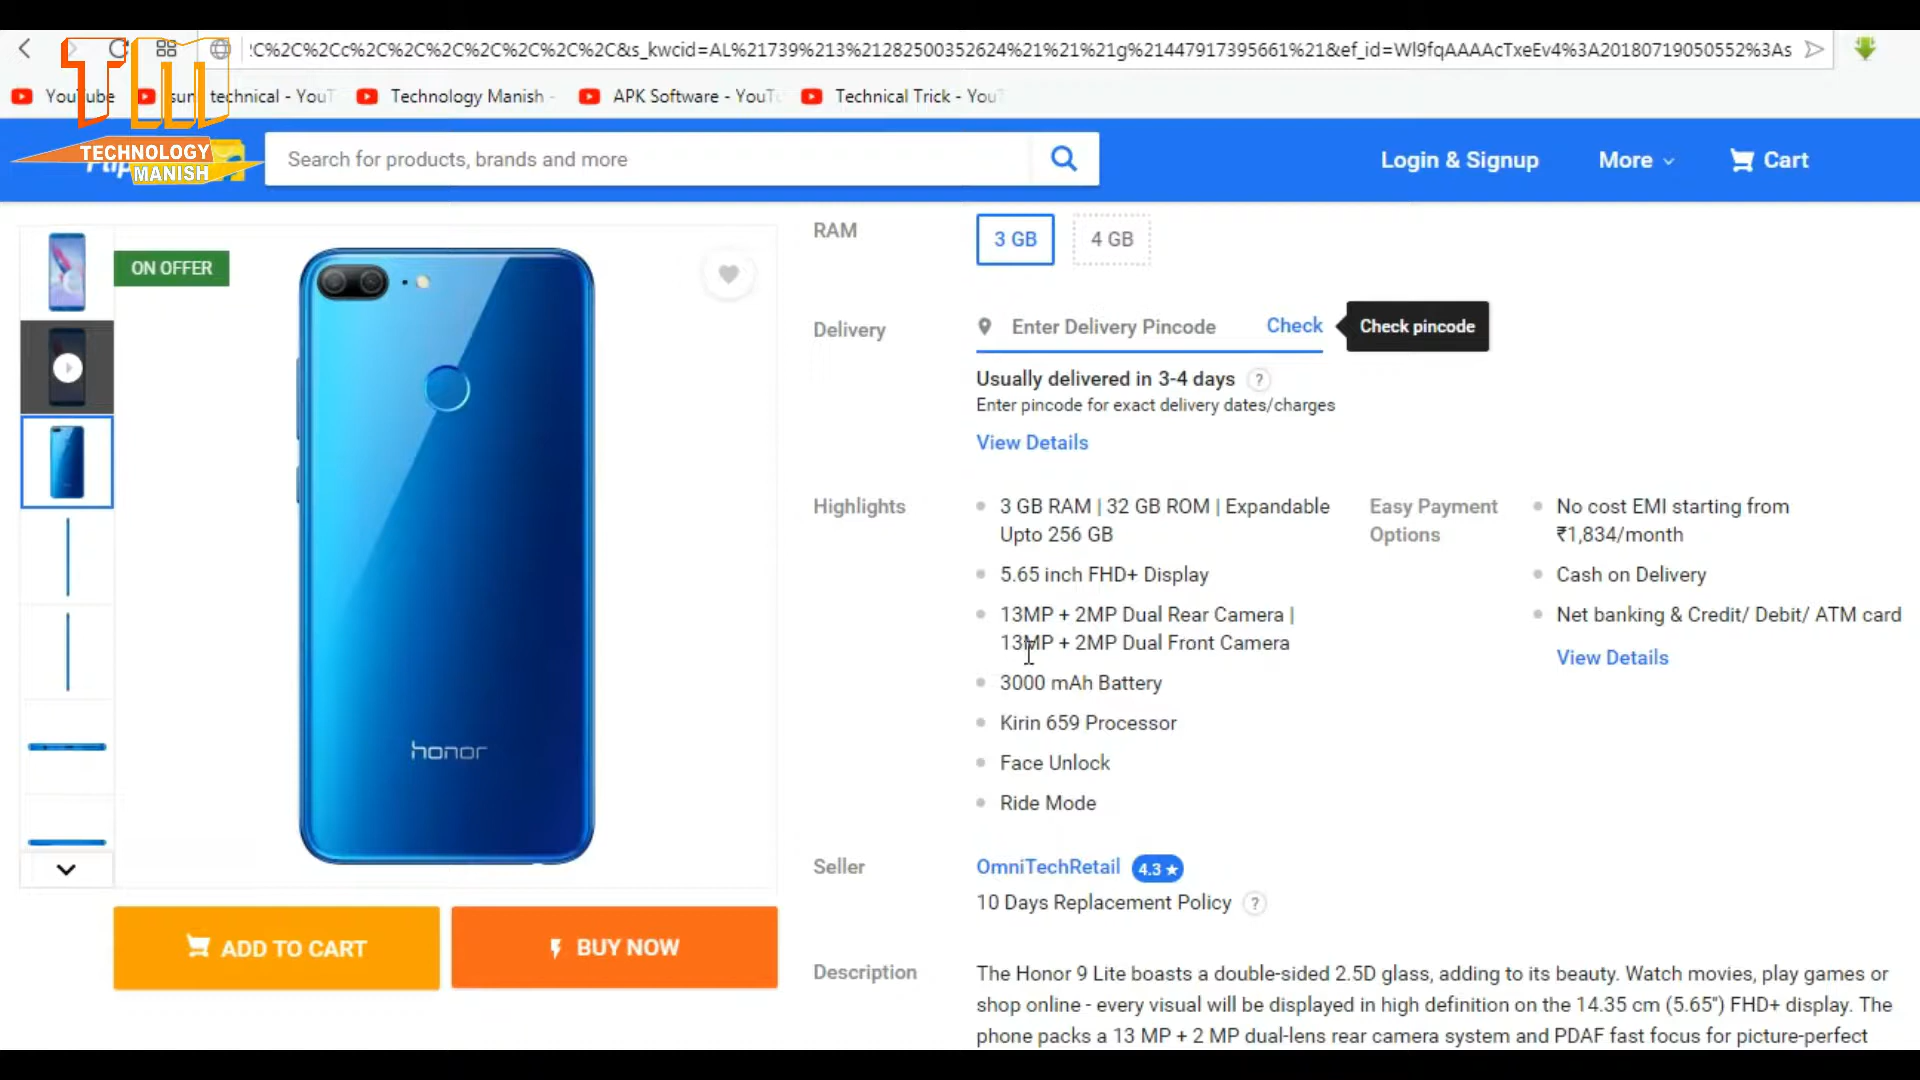 :C%2C%2Cc%2C%2C%2C%2C%2C%2C%2C&s_kwcid=AL%21739%213%21282500352624%21%21%21g%21447917395661%21&ef_id=Wl9fqAAAAcTxeEv4%3A20180719050552%3As
YouTube
technical - YouT
Technology Manish -
APK Software - YouTu
Technical Trick - YouT
TM
TECHNOLOGY
MANISH
Search for products, brands and more
Login & Signup
More
Cart
RAM
3 GB
4 GB
ON OFFER
Delivery
Enter Delivery Pincode
Check
Check pincode
Usually delivered in 3-4 days ?
Enter pincode for exact delivery dates/charges
View Details
Highlights
3 GB RAM | 32 GB ROM | Expandable
Upto 256 GB
5.65 inch FHD+ Display
13MP + 2MP Dual Rear Camera |
13MP + 2MP Dual Front Camera
3000 mAh Battery
Kirin 659 Processor
Face Unlock
Ride Mode
Easy Payment
Options
No cost EMI starting from
₹1,834/month
Cash on Delivery
Net banking & Credit/ Debit/ ATM card
View Details
honor
Seller
OmniTechRetail 4.3 ★
10 Days Replacement Policy ?
ADD TO CART
BUY NOW
Description
The Honor 9 Lite boasts a double-sided 2.5D glass, adding to its beauty. Watch movies, play games or
shop online - every visual will be displayed in high definition on the 14.35 cm (5.65") FHD+ display. The
phone packs a 13 MP + 2 MP dual-lens rear camera system and PDAF fast focus for picture-perfect